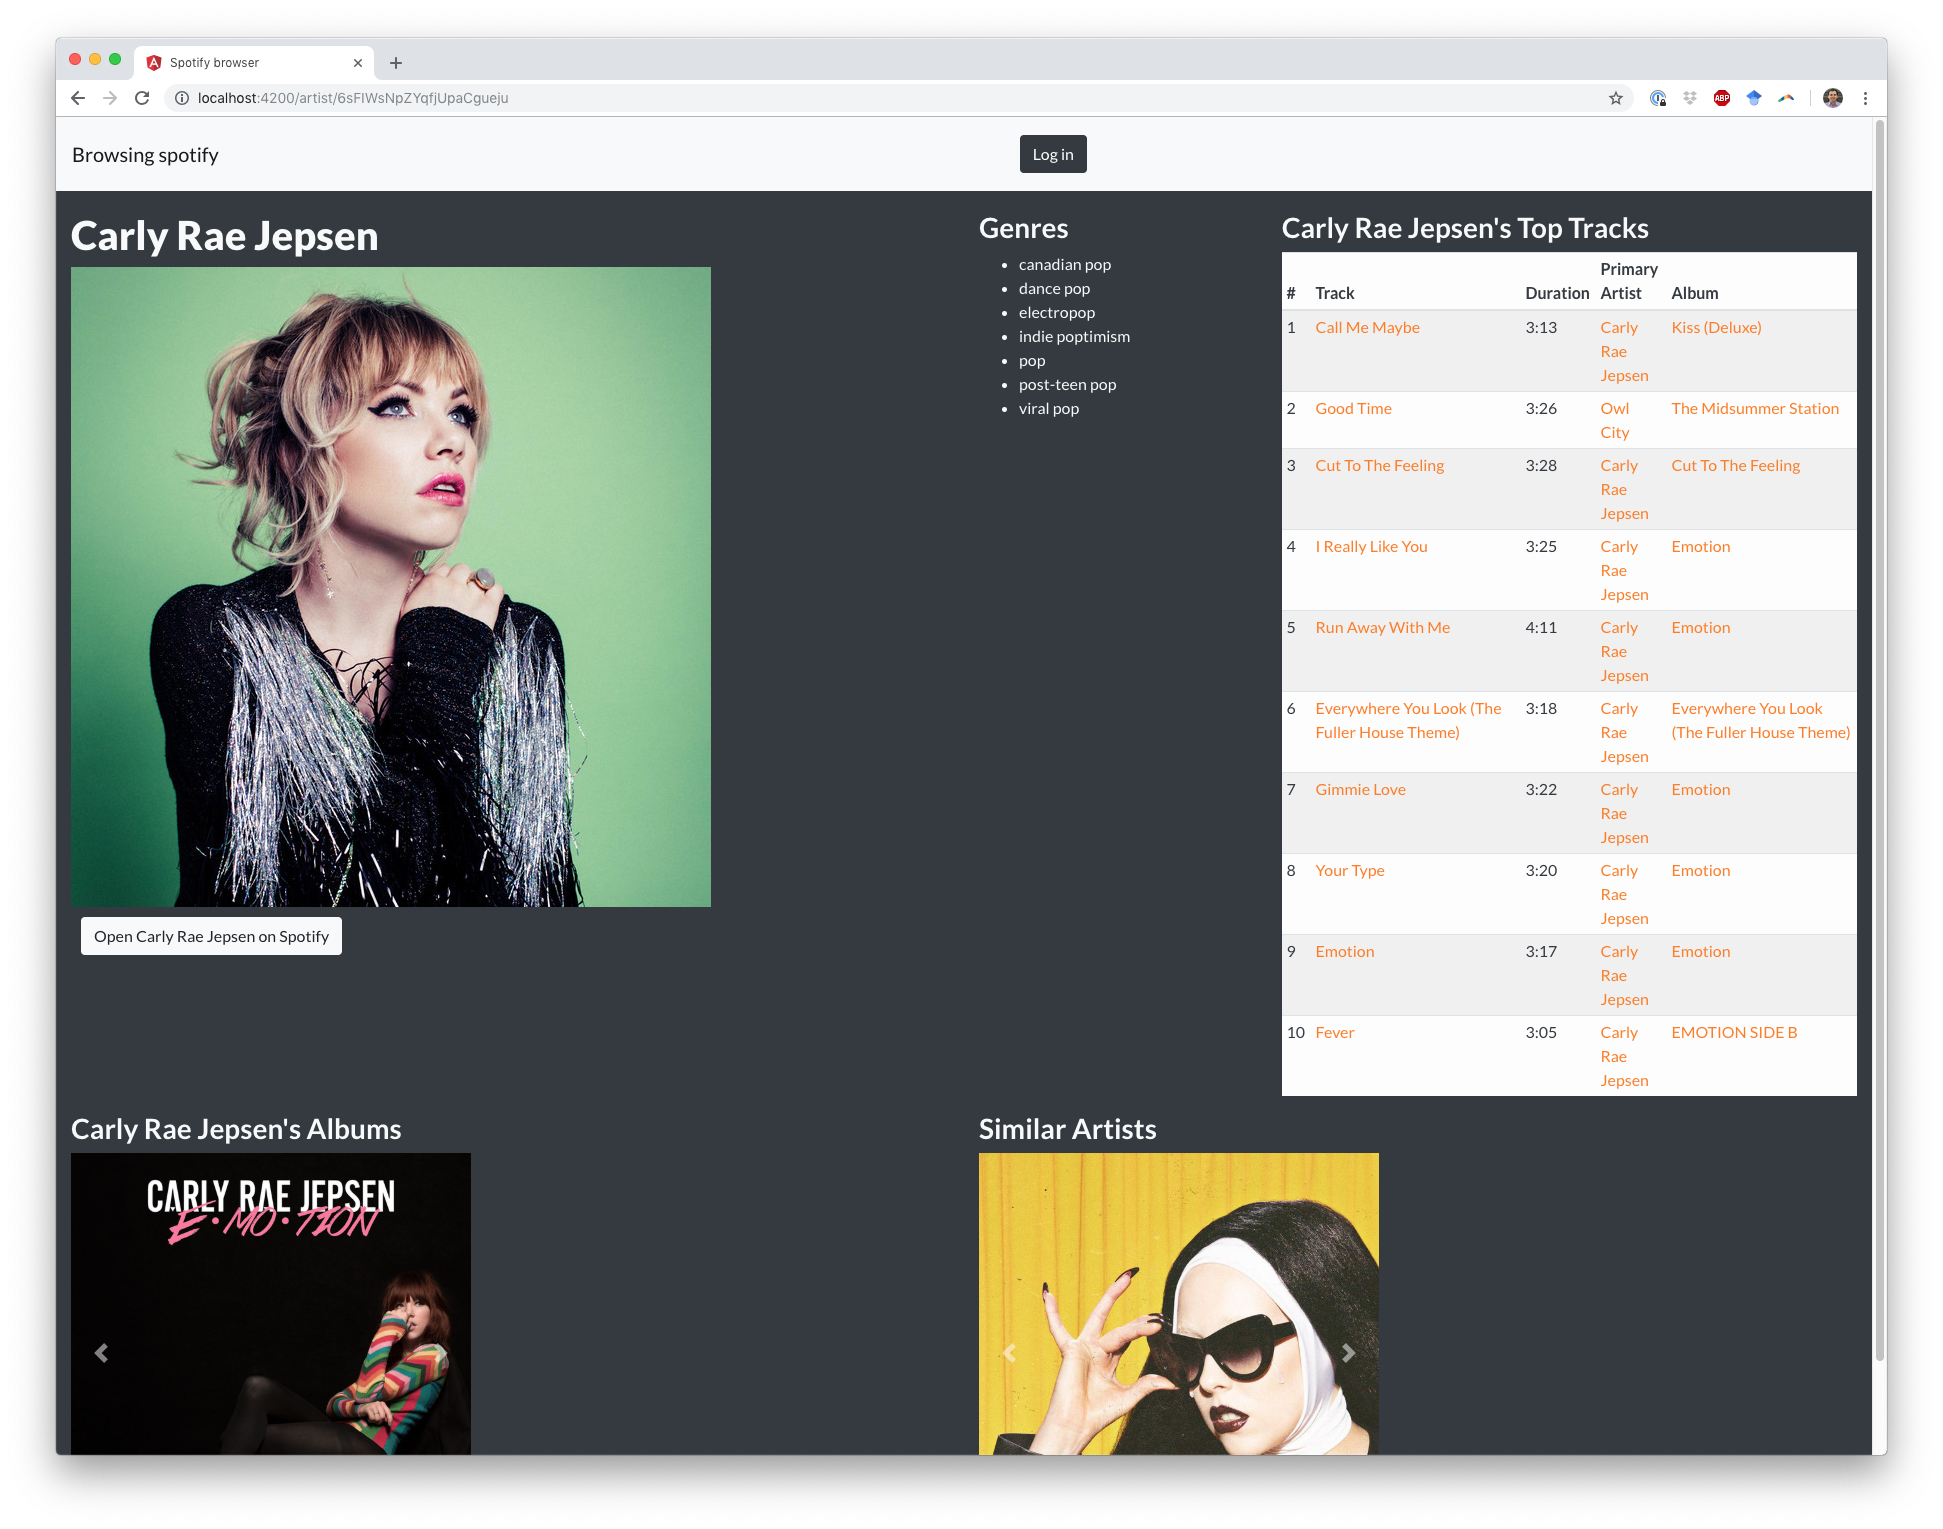 Spotify browser
localhost:4200/artist/6sFIWsNpZYqfjUpaCgueju
ABP
Browsing spotify
Log in
Carly Rae Jepsen
Open Carly Rae Jepsen on Spotify
Genres
canadian pop
dance pop
electropop
indie poptimism
pop
post-teen pop
viral pop
Carly Rae Jepsen's Top Tracks
# Track Duration Primary Artist Album
1 Call Me Maybe 3:13 Carly Rae Jepsen Kiss (Deluxe)
2 Good Time 3:26 Owl City The Midsummer Station
3 Cut To The Feeling 3:28 Carly Rae Jepsen Cut To The Feeling
4 I Really Like You 3:25 Carly Rae Jepsen Emotion
5 Run Away With Me 4:11 Carly Rae Jepsen Emotion
6 Everywhere You Look (The Fuller House Theme) 3:18 Carly Rae Jepsen Everywhere You Look (The Fuller House Theme)
7 Gimmie Love 3:22 Carly Rae Jepsen Emotion
8 Your Type 3:20 Carly Rae Jepsen Emotion
9 Emotion 3:17 Carly Rae Jepsen Emotion
10 Fever 3:05 Carly Rae Jepsen EMOTION SIDE B
Carly Rae Jepsen's Albums
CARLY RAE JEPSEN
E•MO•TION
Similar Artists